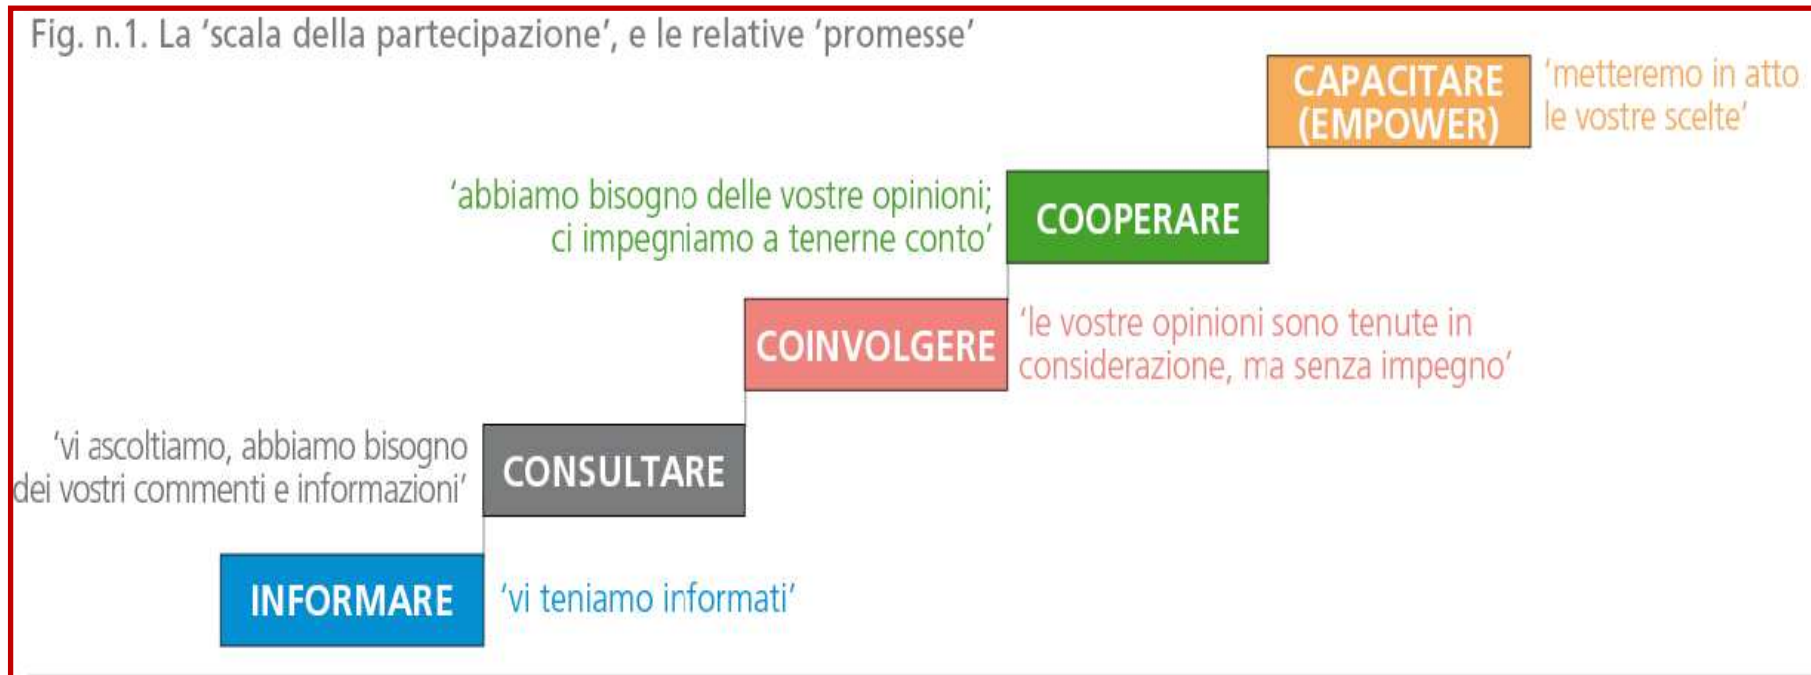 Fig. n.1. La ‘scala della partecipazione’, e le relative ‘promesse’
CAPACITARE
(EMPOWER)
‘metteremo in atto
le vostre scelte’
‘abbiamo bisogno delle vostre opinioni;
ci impegniamo a tenerne conto’
COOPERARE
COINVOLGERE
‘le vostre opinioni sono tenute in
considerazione, ma senza impegno’
‘vi ascoltiamo, abbiamo bisogno
dei vostri commenti e informazioni’
CONSULTARE
INFORMARE
‘vi teniamo informati’